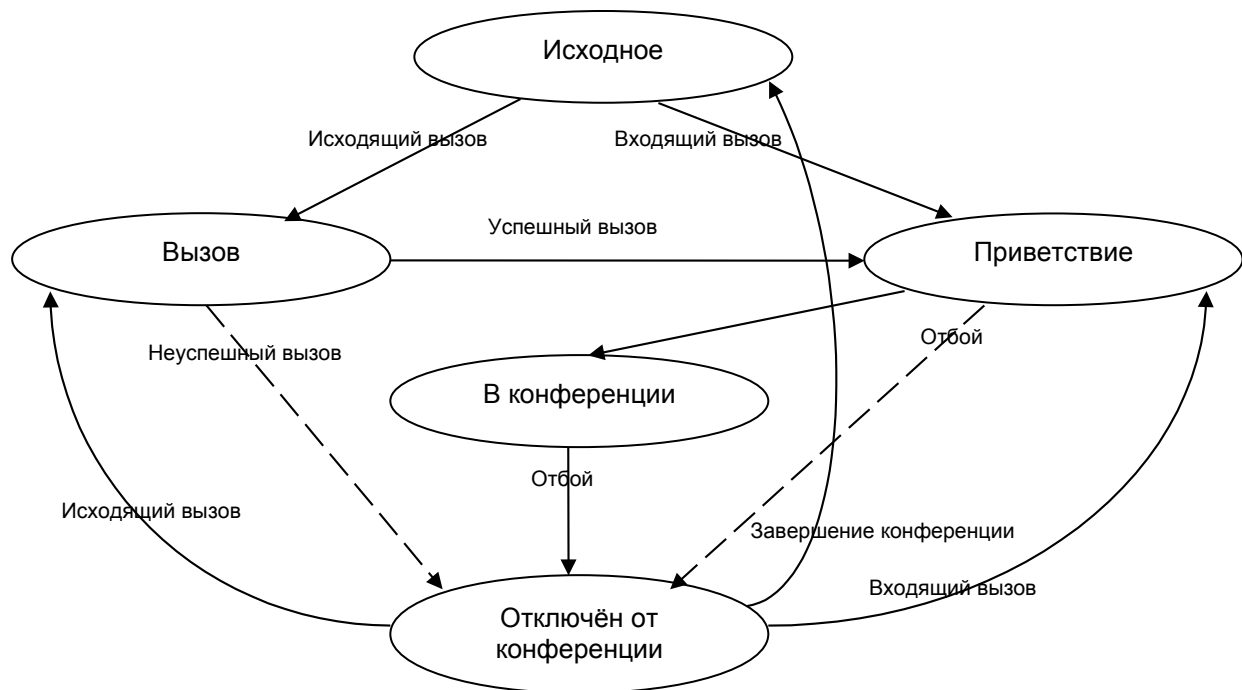 Исходное
Исходящий вызов
Входящий вызов
Успешный вызов
Вызов
Приветствие
Отбой
Неуспешный вызов
В конференции
Отбой
Исходящий вызов
Завершение конференции
Входящий вызов
Отключён от
конференции